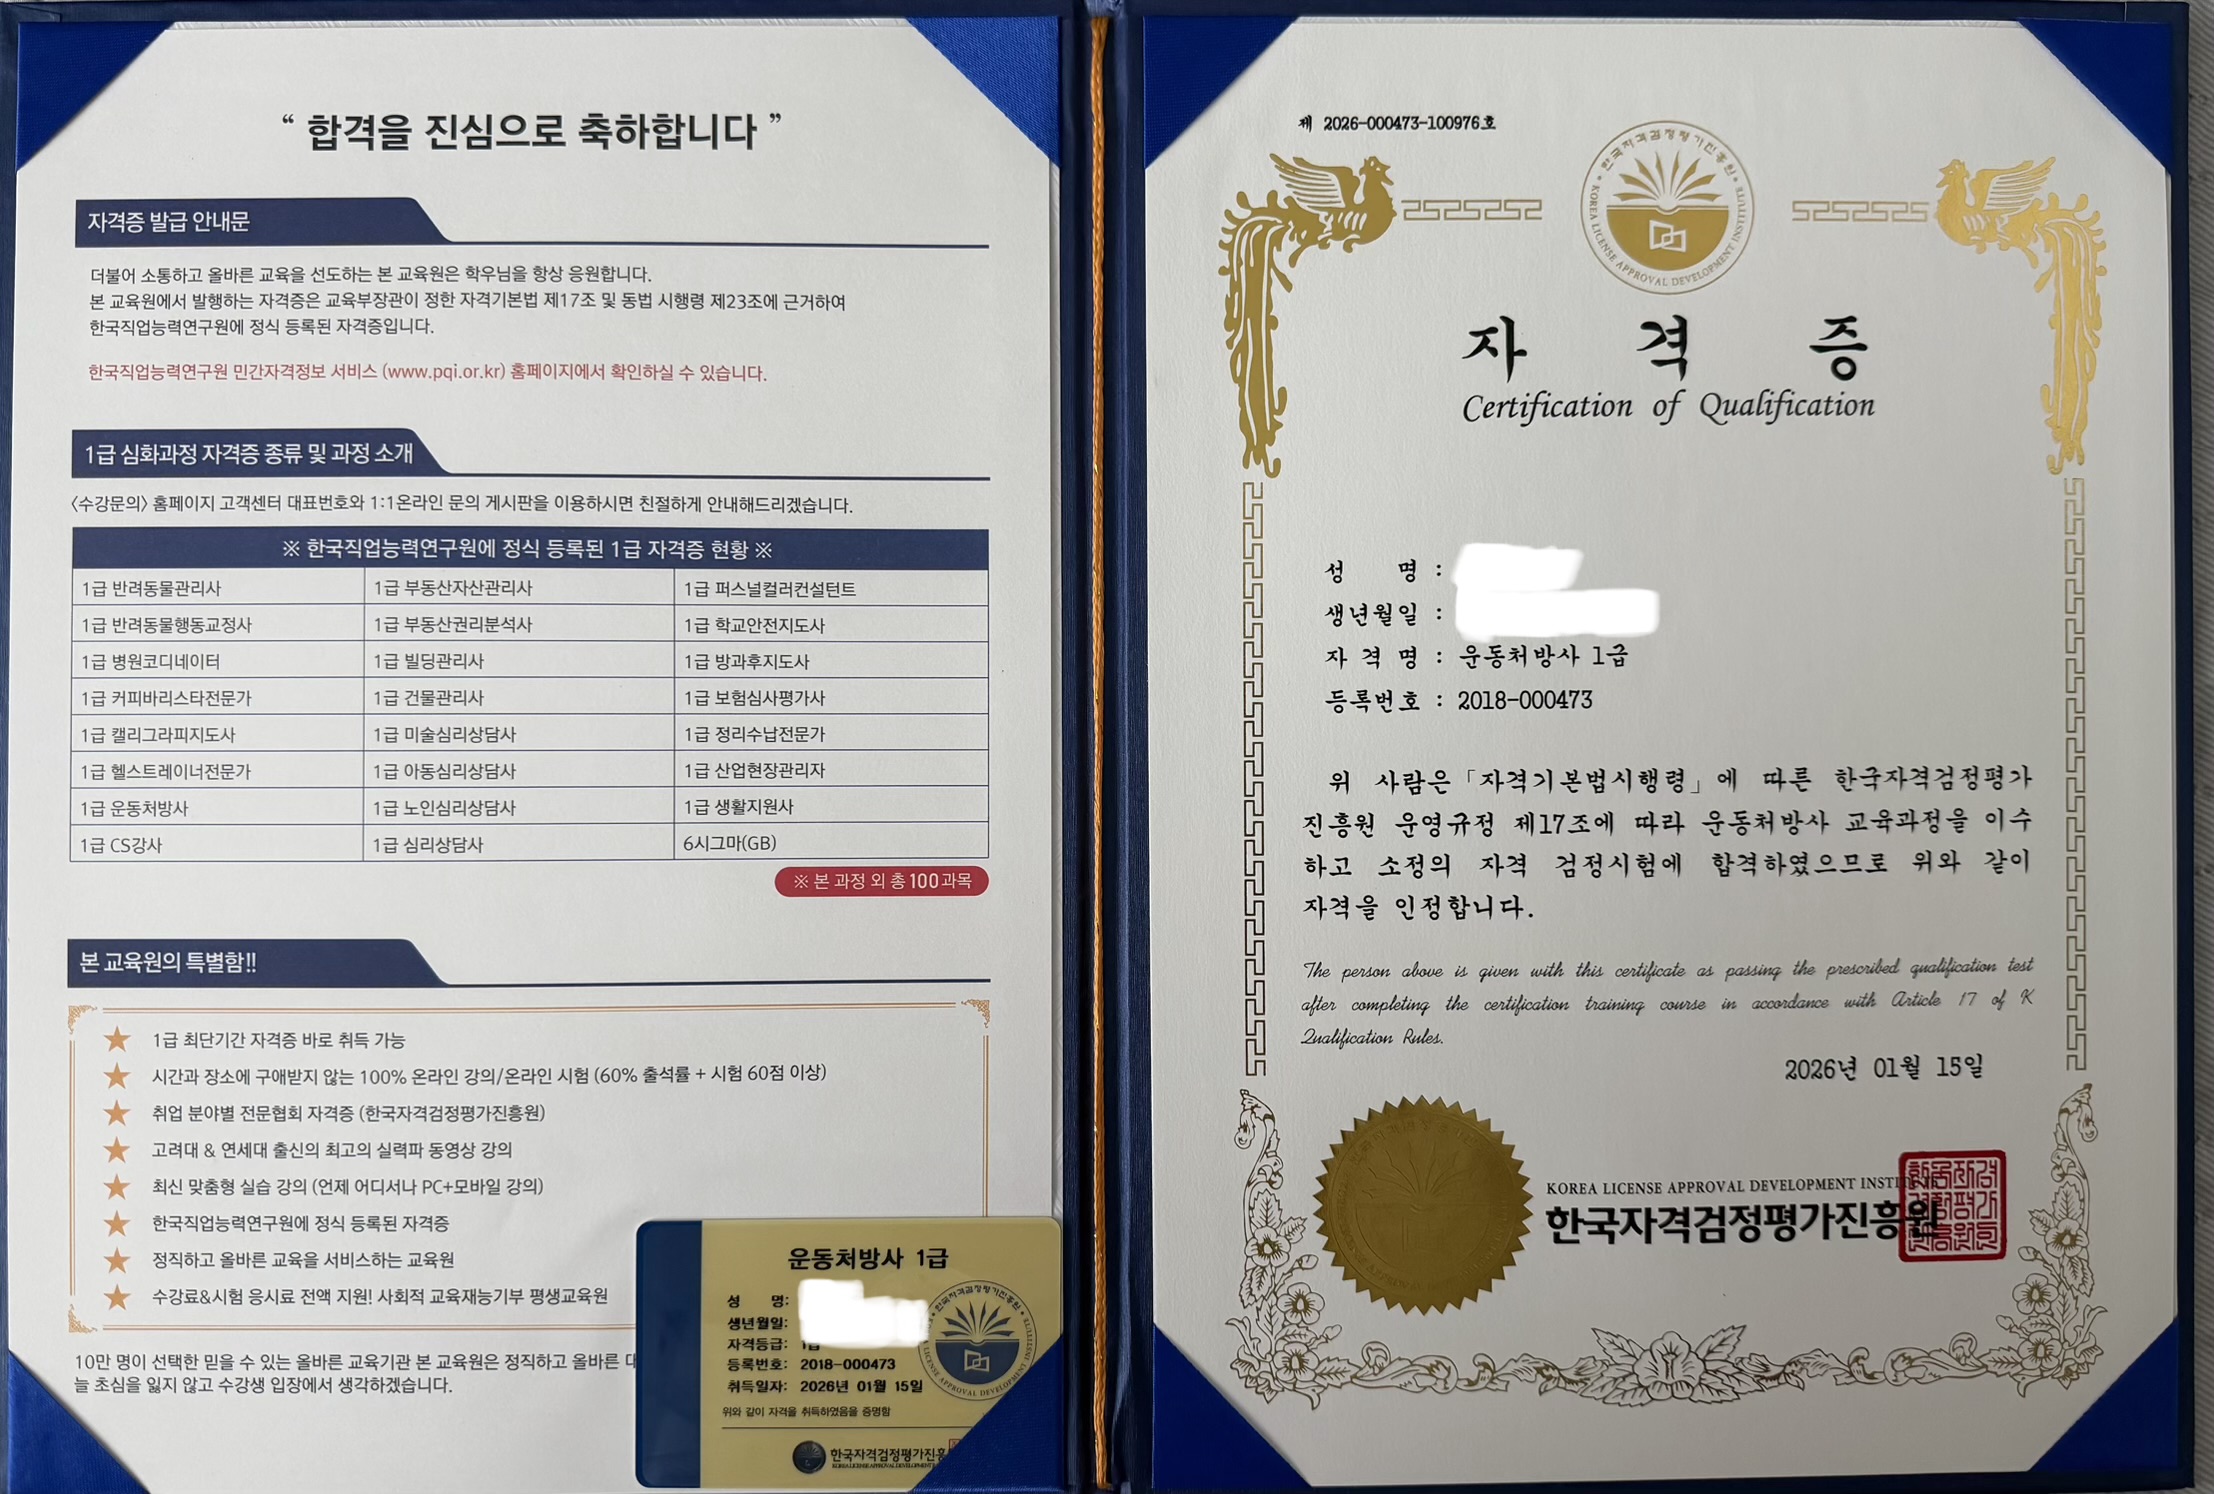 “ 합격을 진심으로 축하합니다 ”
자격증 발급 안내문
더불어 소통하고 올바른 교육을 선도하는 본 교육원은 학우님을 항상 응원합니다.
본 교육원에서 발행하는 자격증은 교육부장관이 정한 자격기본법 제17조 및 동법 시행령 제23조에 근거하여
한국직업능력연구원에 정식 등록된 자격증입니다.
한국직업능력연구원 민간자격정보 서비스 (www.pqi.or.kr) 홈페이지에서 확인하실 수 있습니다.
1급 심화과정 자격증 종류 및 과정 소개
<수강문의> 홈페이지 고객센터 대표번호와 1:1온라인 문의 게시판을 이용하시면 친절하게 안내해드리겠습니다.
※ 한국직업능력연구원에 정식 등록된 1급 자격증 현황 ※
1급 반려동물관리사 1급 부동산자산관리사 1급 퍼스널컬러컨설턴트
1급 반려동물행동교정사 1급 부동산권리분석사 1급 학교안전지도사
1급 병원코디네이터 1급 빌딩관리사 1급 방과후지도사
1급 커피바리스타전문가 1급 건물관리사 1급 보험심사평가사
1급 캘리그라피지도사 1급 미술심리상담사 1급 정리수납전문가
1급 헬스트레이너전문가 1급 아동심리상담사 1급 산업현장관리자
1급 운동처방사 1급 노인심리상담사 1급 생활지원사
1급 CS강사 1급 심리상담사 6시그마(GB)
※ 본 과정 외 총 100과목
본 교육원의 특별함!!
★ 1급 최단기간 자격증 바로 취득 가능
★ 시간과 장소에 구애받지 않는 100% 온라인 강의/온라인 시험 (60% 출석률 + 시험 60점 이상)
★ 취업 분야별 전문협회 자격증 (한국자격검정평가진흥원)
★ 고려대 & 연세대 출신의 최고의 실력파 동영상 강의
★ 최신 맞춤형 실습 강의 (언제 어디서나 PC+모바일 강의)
★ 한국직업능력연구원에 정식 등록된 자격증
★ 정직하고 올바른 교육을 서비스하는 교육원
★ 수강료&시험 응시료 전액 지원! 사회적 교육재능기부 평생교육원
10만 명이 선택한 믿을 수 있는 올바른 교육기관 본 교육원은 정직하고 올바른
늘 초심을 잃지 않고 수강생 입장에서 생각하겠습니다.
운동처방사 1급
성 명:
생년월일:
자격등급: 1급
등록번호: 2018-000473
취득일자: 2026년 01월 15일
위와 같이 자격을 취득하였음을 증명함
한국자격검정평가진흥
제 2026-000473-100976호
한국자격검정평가진흥원
KOREA LICENSE APPROVAL DEVELOPMENT INSTITUTE
자 격 증
Certification of Qualification
성 명 :
생년월일 :
자 격 명 : 운동처방사 1급
등록번호 : 2018-000473
위 사람은 「자격기본법시행령」에 따른 한국자격검정평가
진흥원 운영규정 제17조에 따라 운동처방사 교육과정을 이수
하고 소정의 자격 검정시험에 합격하였으므로 위와 같이
자격을 인정합니다.
The person above is given with this certificate as passing the prescribed qualification test
after completing the certification training course in accordance with Article 17 of K
Qualification Rules.
2026년 01월 15일
KOREA LICENSE APPROVAL DEVELOPMENT INSTITUTE
한국자격검정평가진흥원